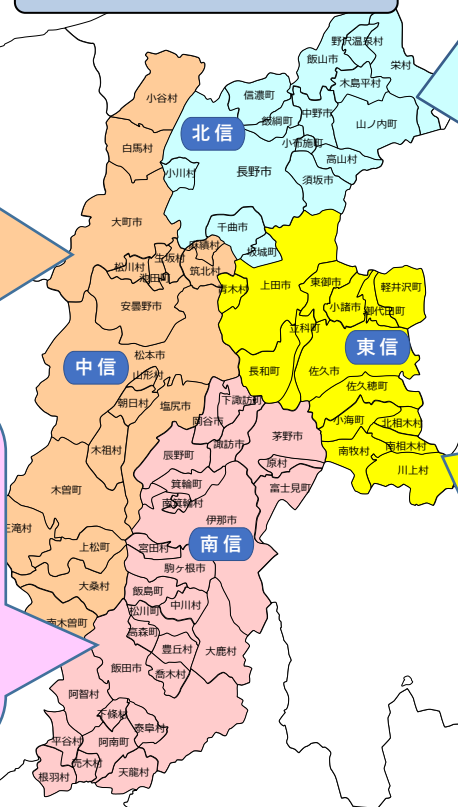 野沢温泉村
栄村
飯山市
木島平村
小谷村
信濃町
中野市
飯綱町
山ノ内町
北信
白馬村
小布施町
高山村
小川村
長野市
須坂市
大町市
千曲市
麻績村
坂城町
生坂村
松川村
池田町
筑北村
青木村
上田市
東御市
軽井沢町
安曇野市
小諸市
御代田町
立科町
東信
松本市
中信
山形村
長和町
佐久市
佐久穂町
朝日村
塩尻市
下諏訪町
岡谷市
小海町
北相木村
茅野市
諏訪市
木祖村
南牧村
南相木村
辰野町
原村
川上村
箕輪町
富士見町
木曽町
南箕輪村
伊那市
王滝村
南信
上松町
宮田村
駒ヶ根市
大桑村
飯島町
中川村
松川町
南木曽町
高森町
豊丘村
大鹿村
飯田市
喬木村
阿智村
下條村
泰阜村
平谷村
阿南町
売木村
天龍村
根羽村